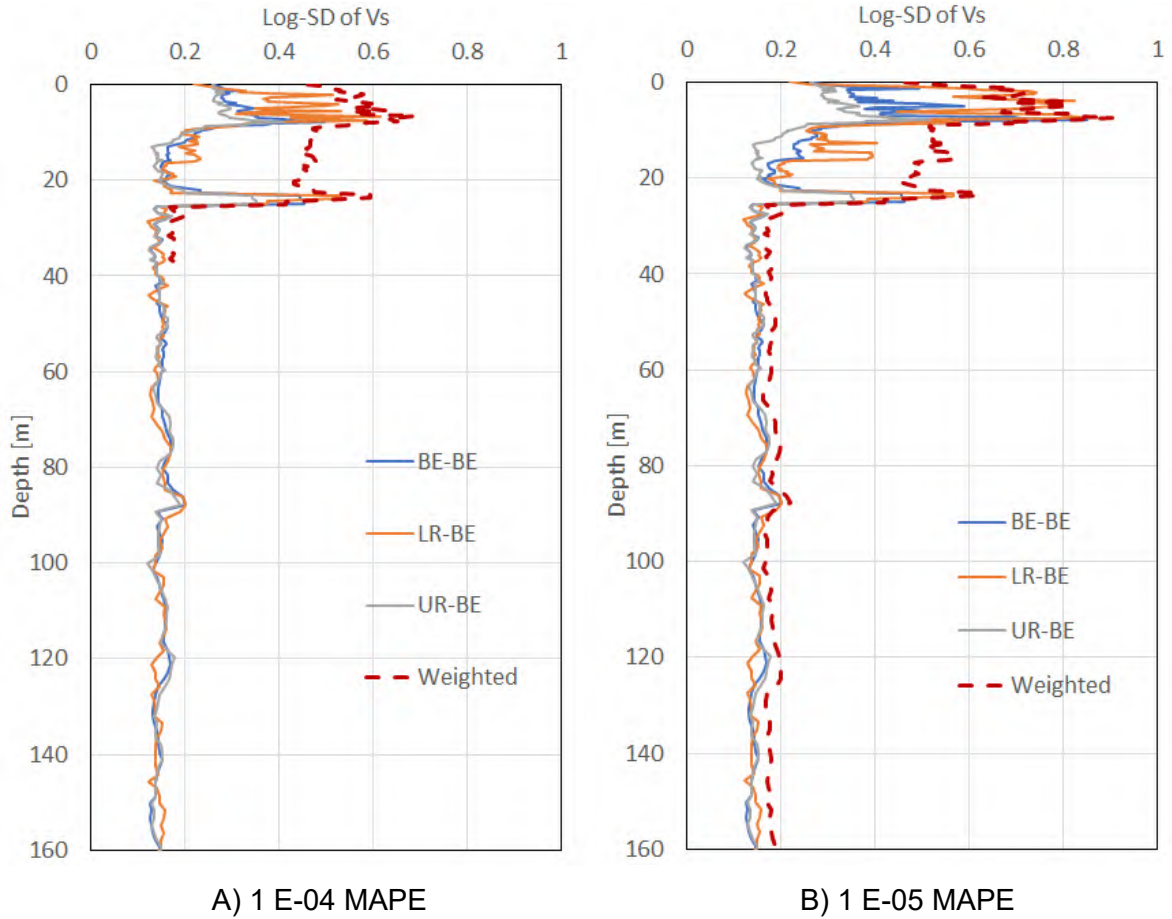 Log-SD of Vs
0 0.2 0.4 0.6 0.8 1
0
20
40
60
80
100
120
140
160
Depth [m]
BE-BE
LR-BE
UR-BE
Weighted
A) 1 E-04 MAPE
Log-SD of Vs
0 0.2 0.4 0.6 0.8 1
0
20
40
60
80
100
120
140
160
Depth [m]
BE-BE
LR-BE
UR-BE
Weighted
B) 1 E-05 MAPE